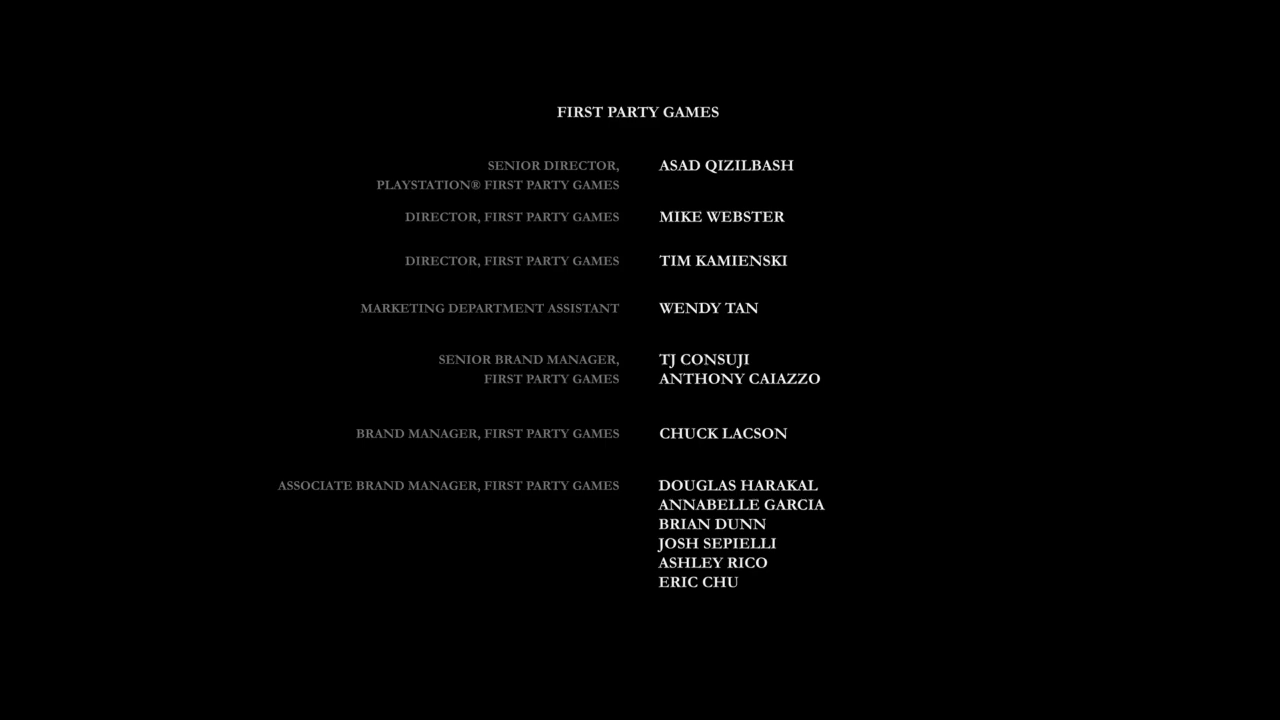 FIRST PARTY GAMES
SENIOR DIRECTOR, ASAD QIZILBASH
PLAYSTATION® FIRST PARTY GAMES
DIRECTOR, FIRST PARTY GAMES MIKE WEBSTER
DIRECTOR, FIRST PARTY GAMES TIM KAMIENSKI
MARKETING DEPARTMENT ASSISTANT WENDY TAN
SENIOR BRAND MANAGER, TJ CONSUJI
FIRST PARTY GAMES ANTHONY CAIAZZO
BRAND MANAGER, FIRST PARTY GAMES CHUCK LACSON
ASSOCIATE BRAND MANAGER, FIRST PARTY GAMES DOUGLAS HARAKAL
ANNABELLE GARCIA
BRIAN DUNN
JOSH SEPIELLI
ASHLEY RICO
ERIC CHU